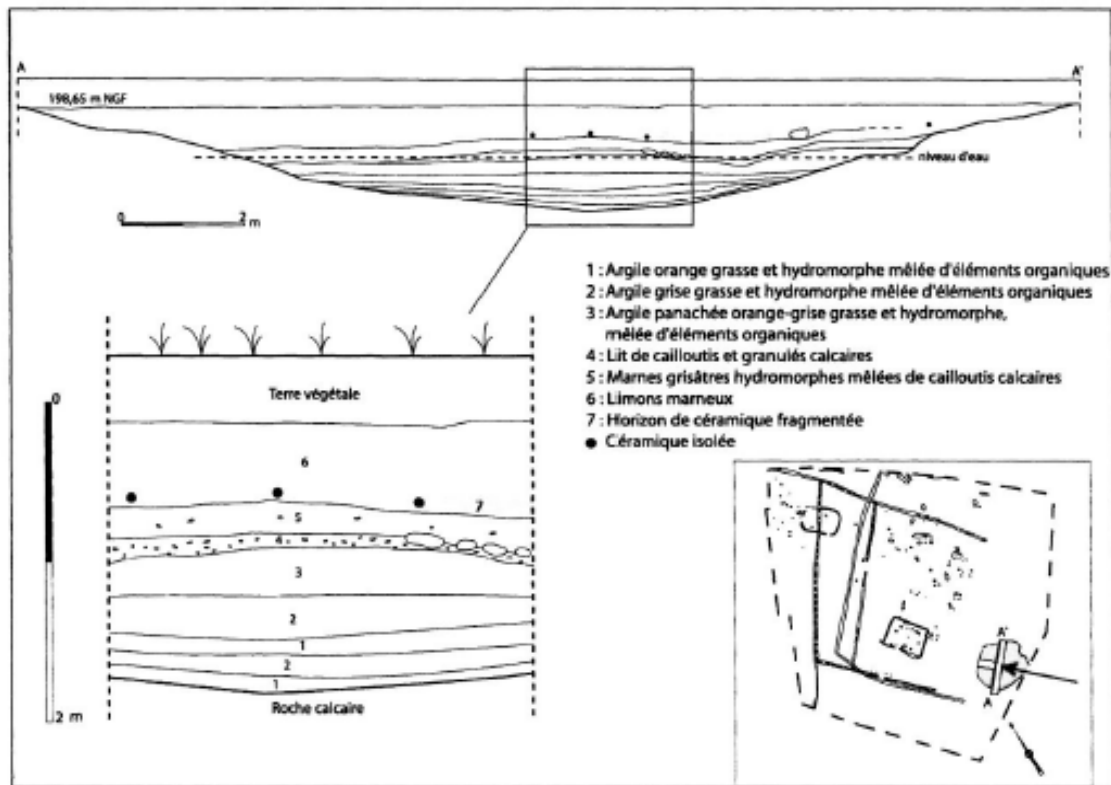 A
A'
198,65 m NGF
niveau d'eau
0 2
m
1 : Argile orange grasse et hydromorphe mêlée d'éléments organiques
2 : Argile grise grasse et hydromorphe mêlée d'éléments organiques
3 : Argile panachée orange-grise grasse et hydromorphe,
mêlée d'éléments organiques
4 : Lit de cailloutis et granulés calcaires
5 : Marnes grisâtres hydromorphes mêlées de cailloutis calcaires
6 : Limons marneux
7 : Horizon de céramique fragmentée
● Céramique isolée
0
Terre végétale
6
7
5
4
3
2
1
2
1
Roche calcaire
2 m
A'
A